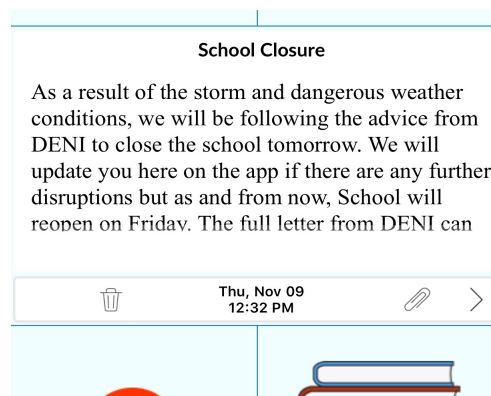 School Closure
As a result of the storm and dangerous weather
conditions, we will be following the advice from
DENI to close the school tomorrow. We will
update you here on the app if there are any further
disruptions but as and from now, School will
reopen on Friday. The full letter from DENI can
Thu, Nov 09
12:32 PM